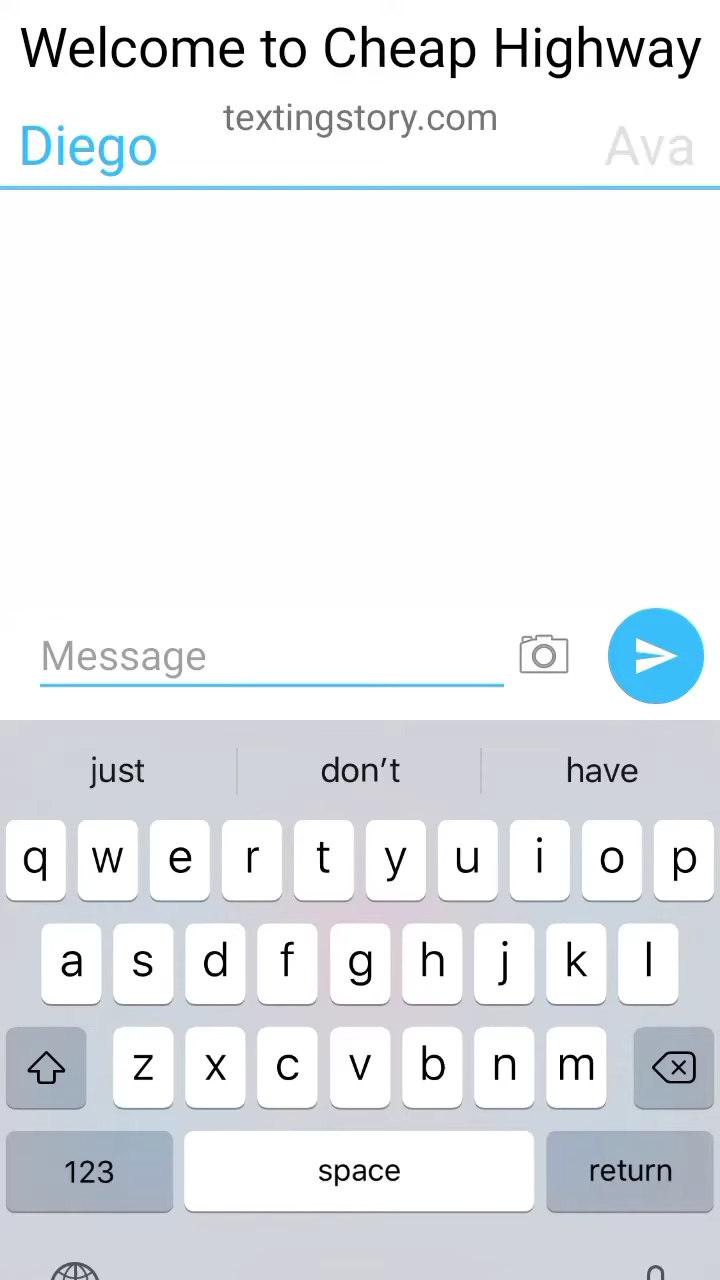 Welcome to Cheap Highway
textingstory.com
Diego Ava
Message
just don’t have
q w e r t y u i o p
a s d f g h j k l
z x c v b n m
123 space return